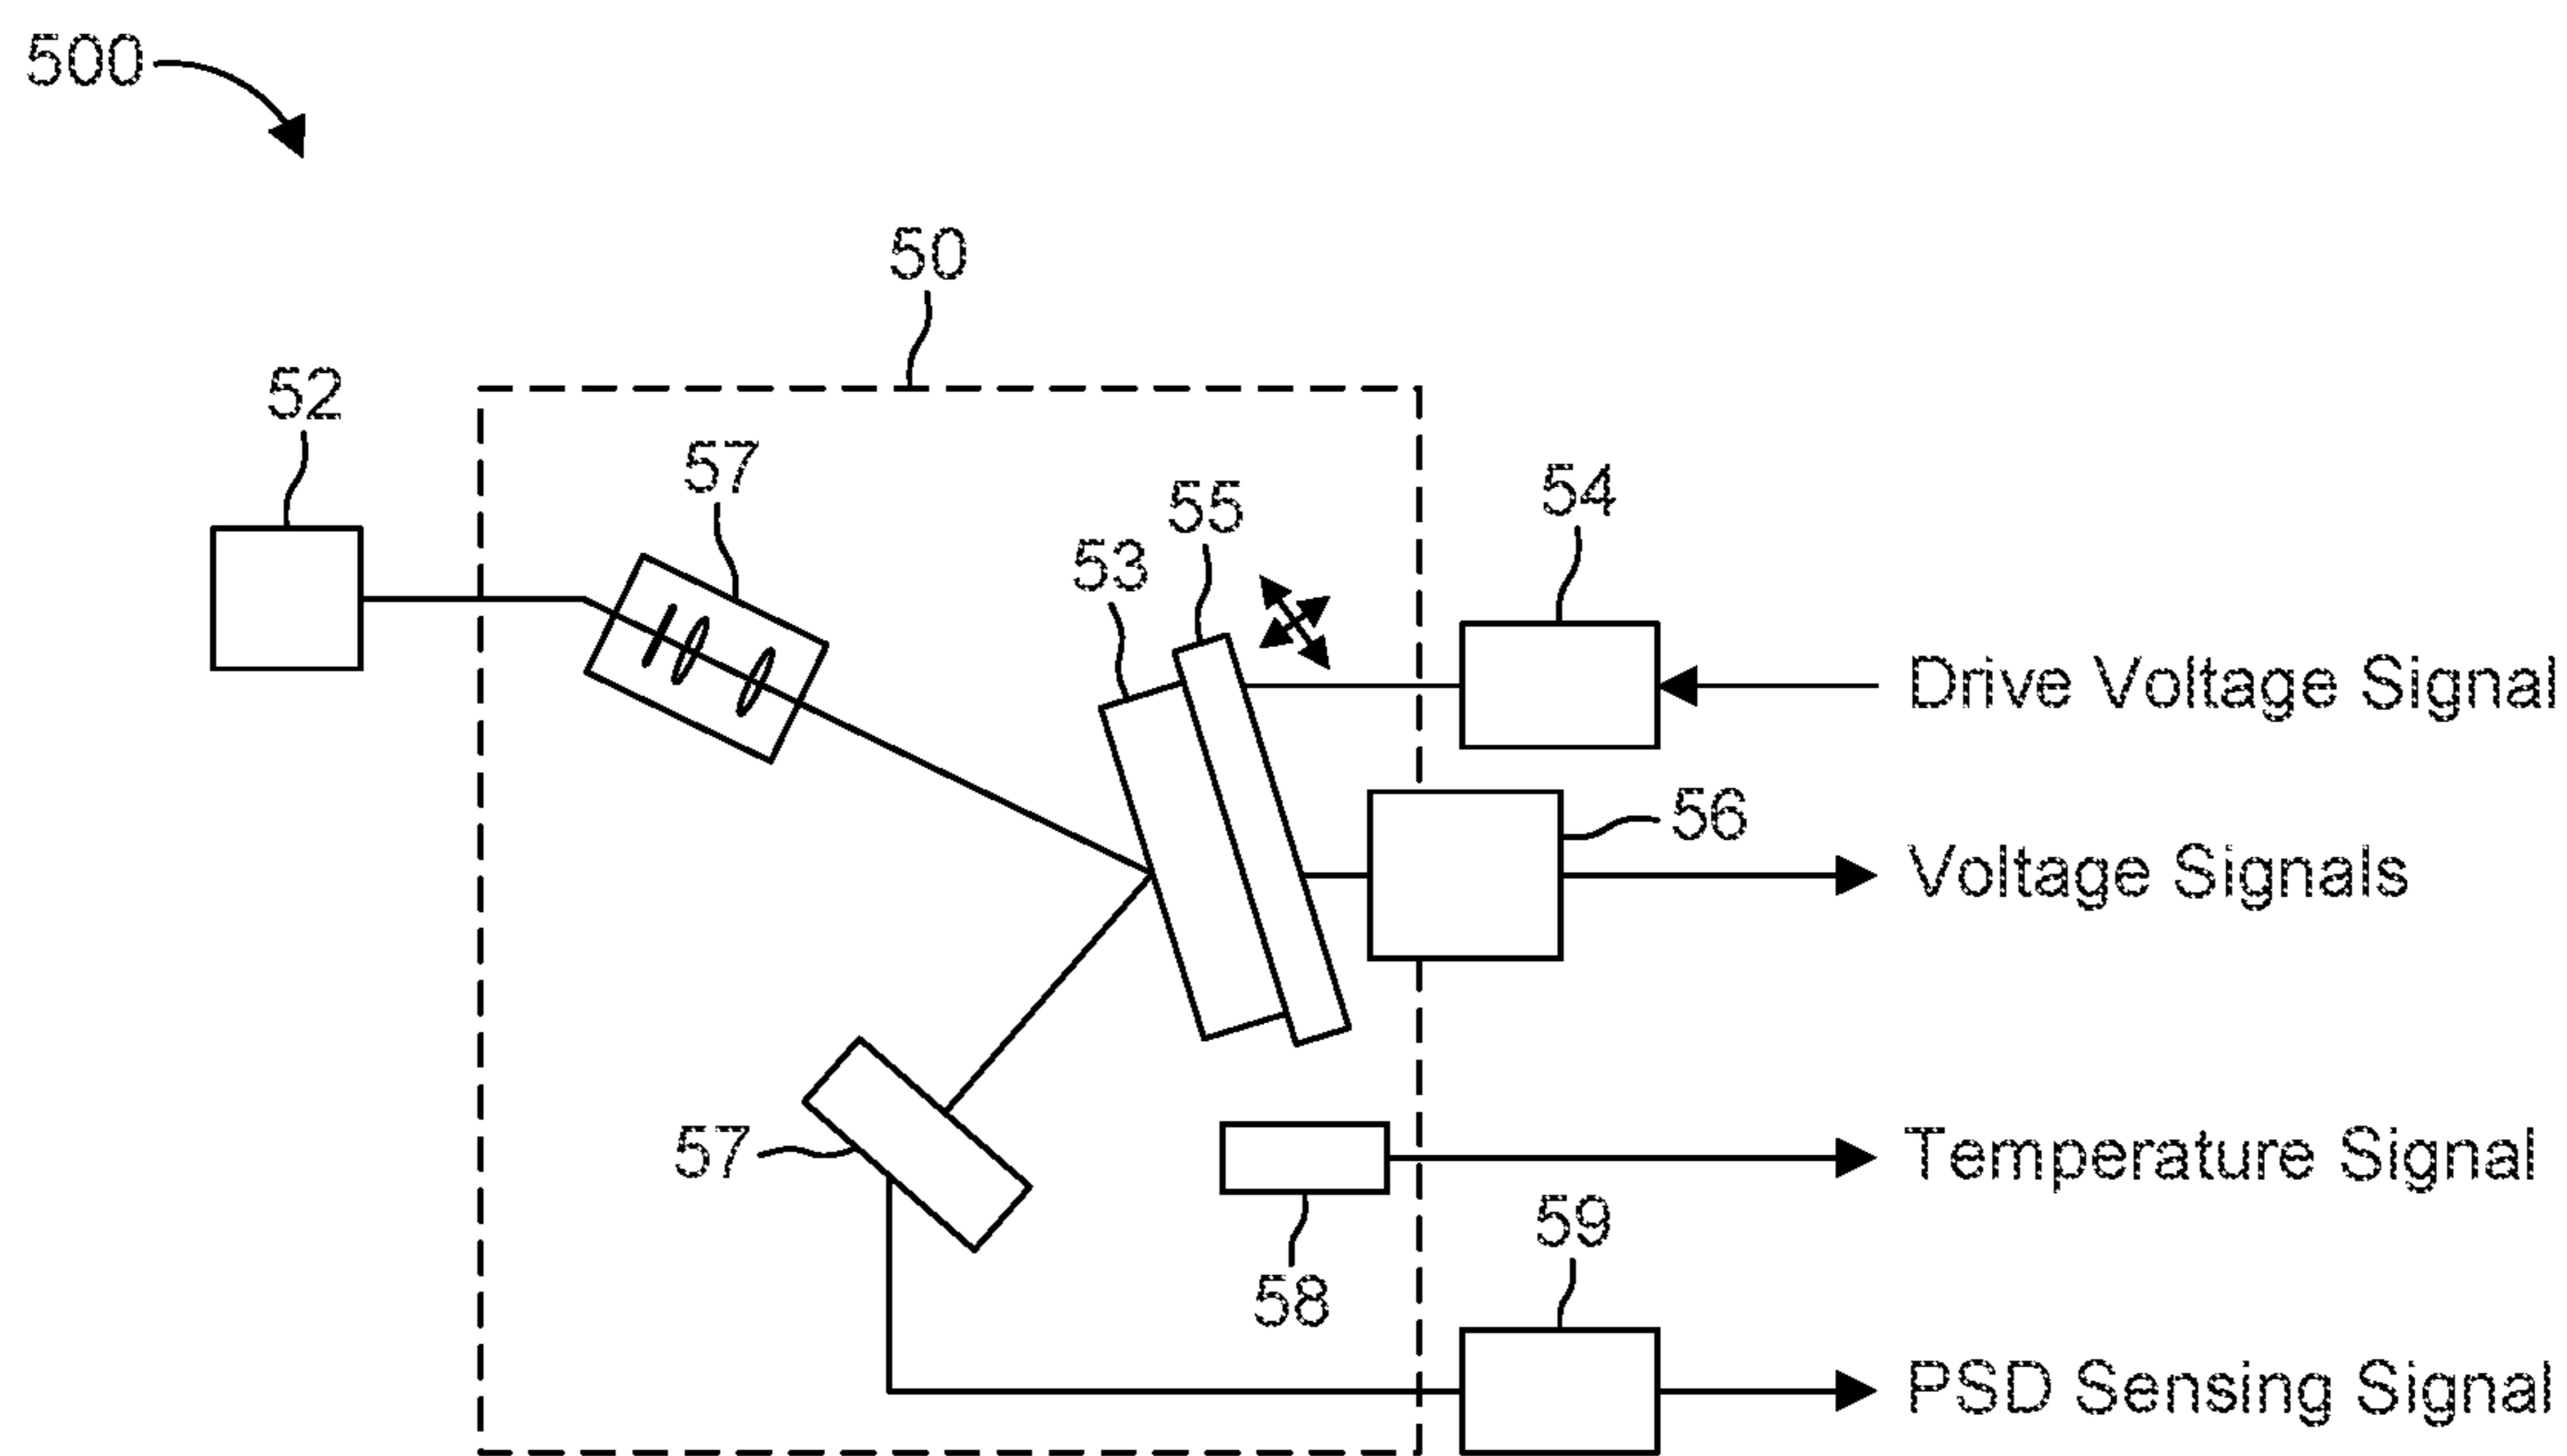 500
50
52
57
55
54
53
Drive Voltage Signal
56
Voltage Signals
57
Temperature Signal
59
58
PSD Sensing Signal